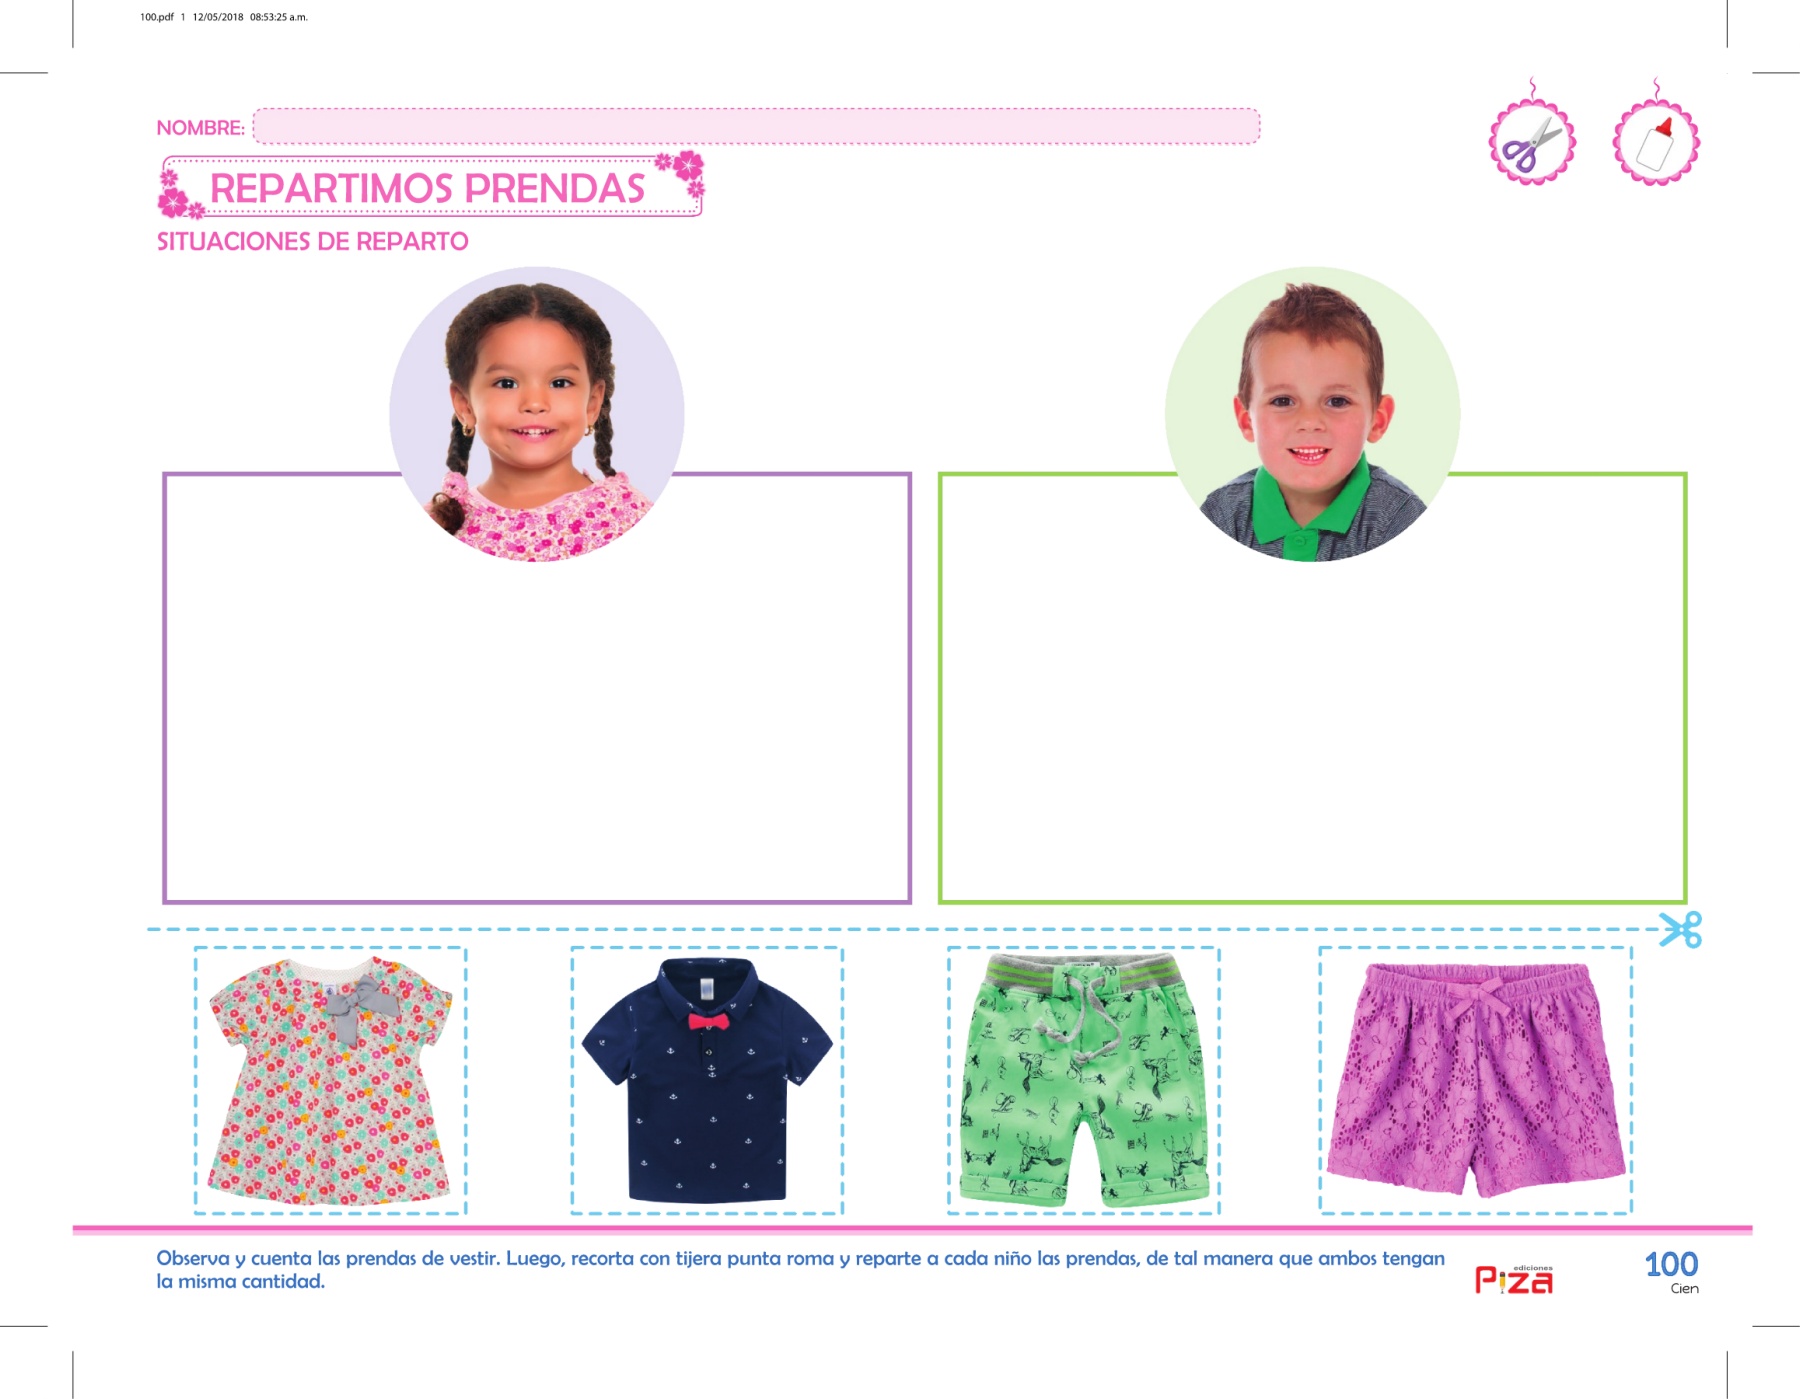 100.pdf 1 12/05/2018 08:53:25 a.m.
NOMBRE:
REPARTIMOS PRENDAS
SITUACIONES DE REPARTO
Observa y cuenta las prendas de vestir. Luego, recorta con tijera punta roma y reparte a cada niño las prendas, de tal manera que ambos tengan
la misma cantidad.
ediciones
Piza
100
Cien